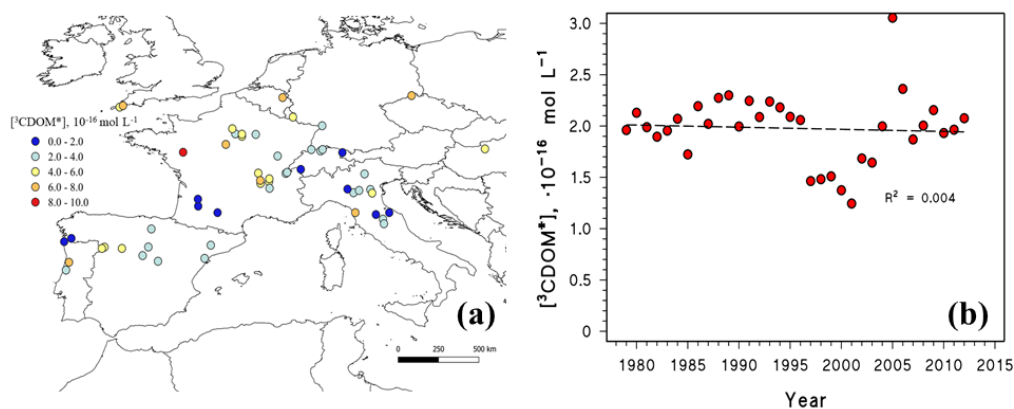 [³CDOM*], 10⁻¹⁶ mol L⁻¹
0.0 - 2.0
2.0 - 4.0
4.0 - 6.0
6.0 - 8.0
8.0 - 10.0
(a)
0 250 500 km
[³CDOM*], ·10⁻¹⁶ mol L⁻¹
3.0
2.5
2.0
1.5
1.0
0.5
0
R² = 0.004
(b)
1980 1985 1990 1995 2000 2005 2010 2015
Year